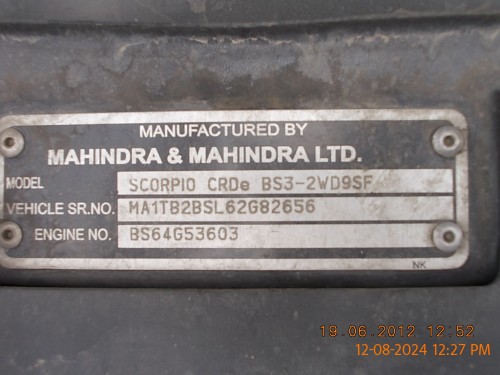 MANUFACTURED BY
MAHINDRA & MAHINDRA LTD.
MODEL SCORPIO CRDe BS3-2WD9SF
VEHICLE SR.NO. MA1TB2BSL62G82656
ENGINE NO. BS64G53603
NK
19.06.2012 12:52
12-08-2024 12:27 PM